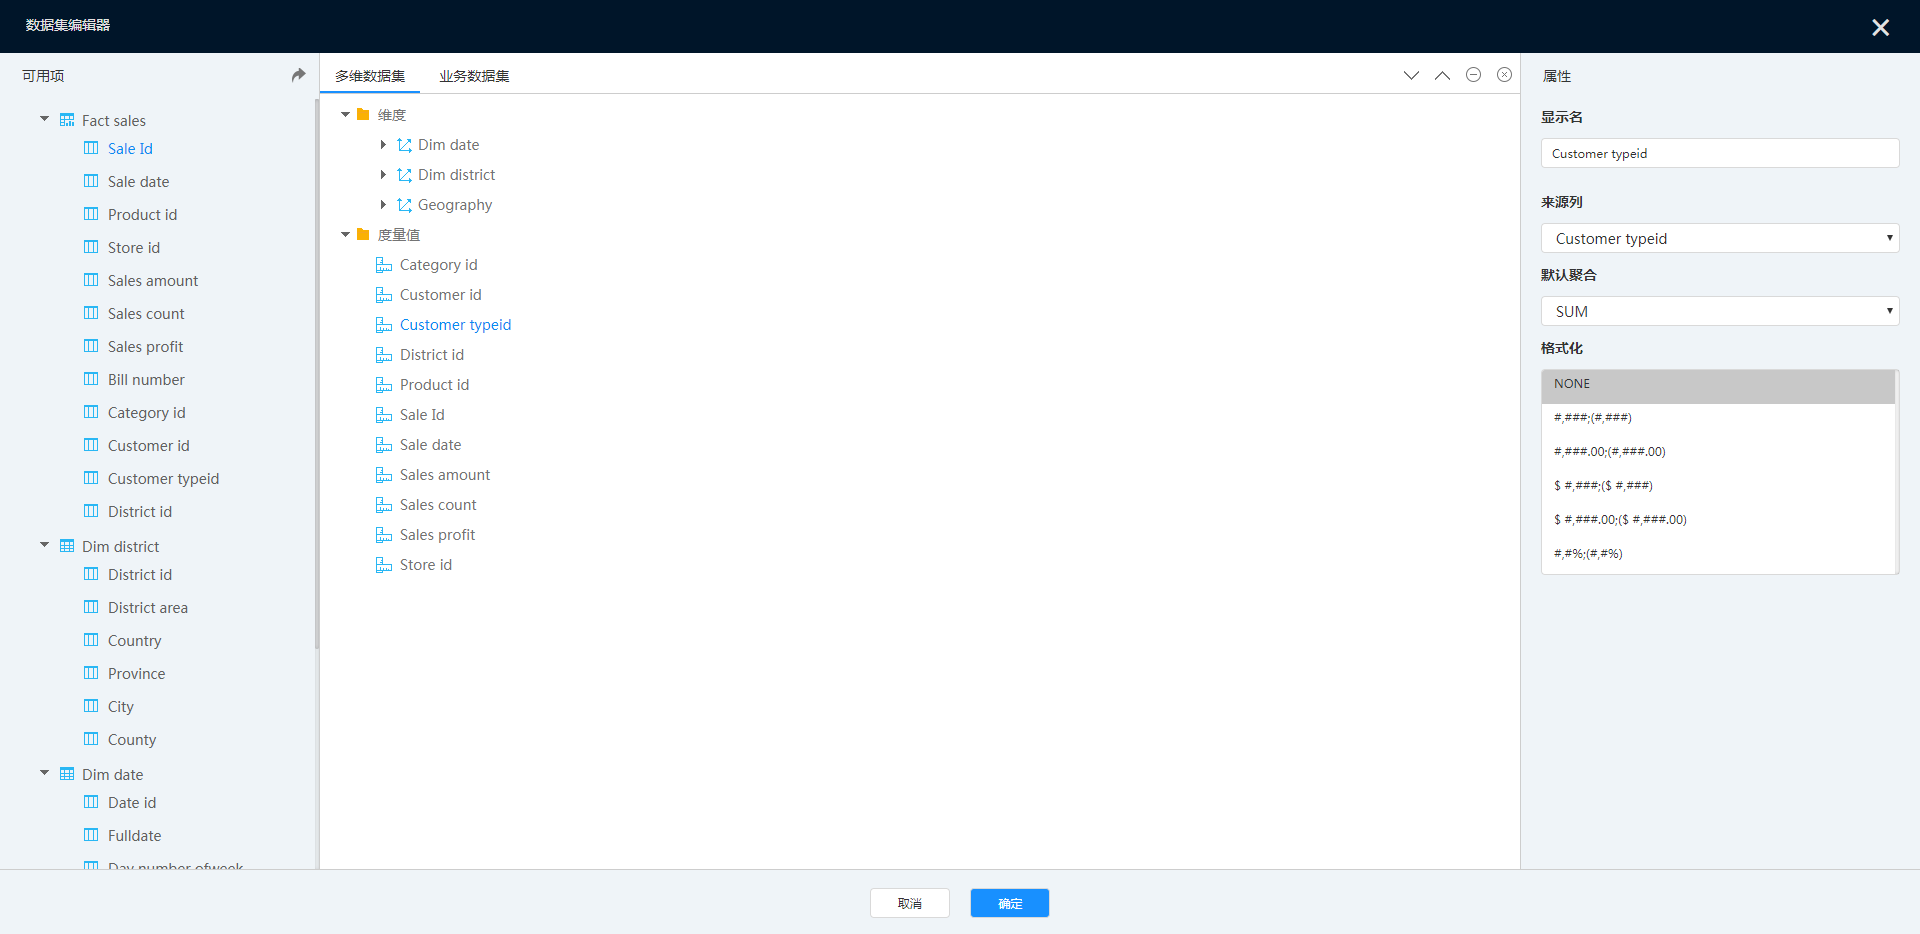 数据集编辑器
可用项
Fact sales
Sale Id
Sale date
Product id
Store id
Sales amount
Sales count
Sales profit
Bill number
Category id
Customer id
Customer typeid
District id
Dim district
District id
District area
Country
Province
City
County
Dim date
Date id
Fulldate
Day number ofweek
多维数据集 业务数据集
维度
Dim date
Dim district
Geography
度量值
Category id
Customer id
Customer typeid
District id
Product id
Sale Id
Sale date
Sales amount
Sales count
Sales profit
Store id
属性
显示名
Customer typeid
来源列
Customer typeid
默认聚合
SUM
格式化
NONE
#,###;(#,###)
#,###.00;(#,###.00)
$ #,###;($ #,###)
$ #,###.00;($ #,###.00)
#,#%;(#,#%)
取消 确定